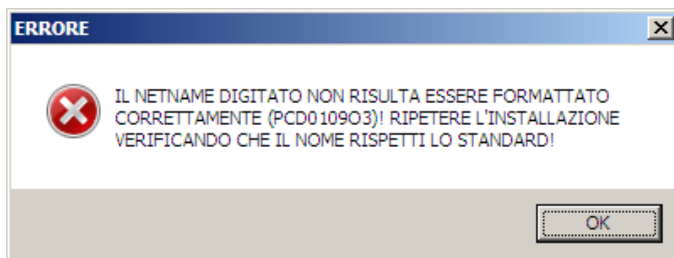 ERRORE
IL NETNAME DIGITATO NON RISULTA ESSERE FORMATTATO
CORRETTAMENTE (PCD0109O3)! RIPETERE L'INSTALLAZIONE
VERIFICANDO CHE IL NOME RISPETTI LO STANDARD!
OK